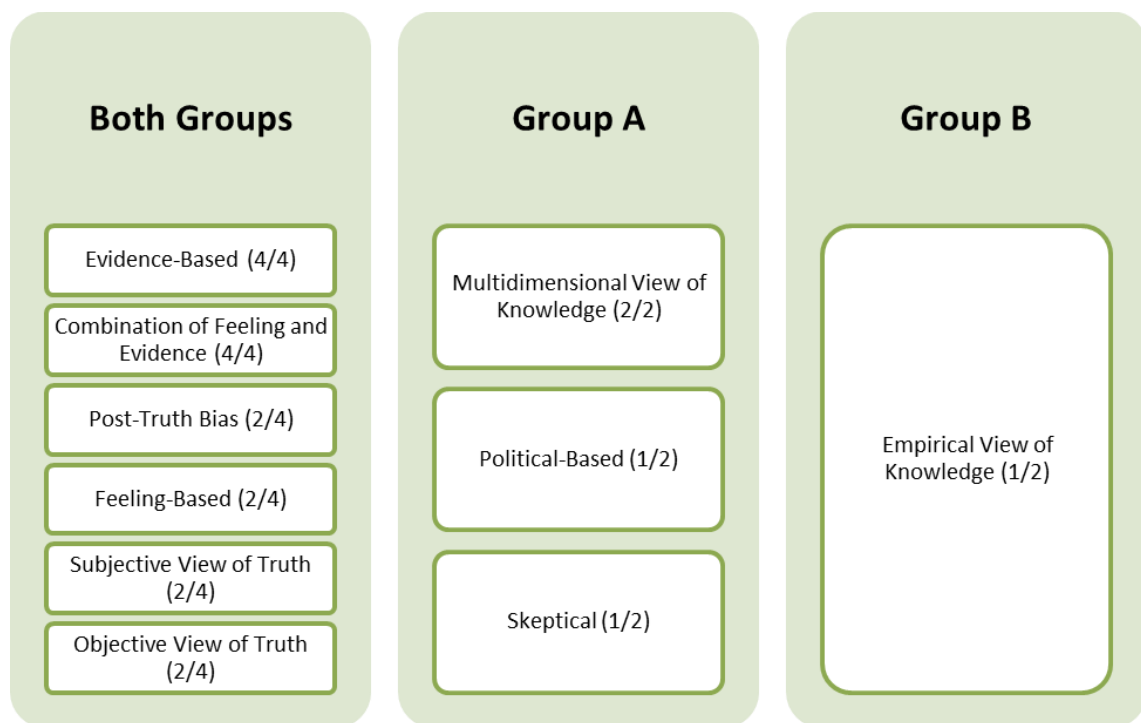 Both Groups
Evidence-Based (4/4)
Combination of Feeling and
Evidence (4/4)
Post-Truth Bias (2/4)
Feeling-Based (2/4)
Subjective View of Truth
(2/4)
Objective View of Truth
(2/4)
Group A
Multidimensional View of
Knowledge (2/2)
Political-Based (1/2)
Skeptical (1/2)
Group B
Empirical View of
Knowledge (1/2)